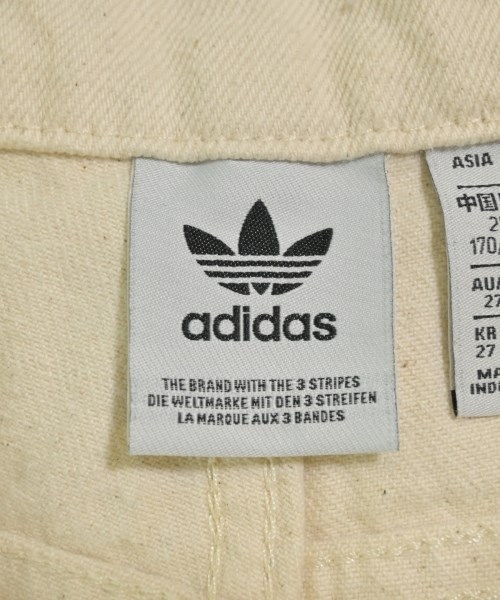 adidas
THE BRAND WITH THE 3 STRIPES
DIE WELTMARKE MIT DEN 3 STREIFEN
LA MARQUE AUX 3 BANDES
ASIA
中国
170/
27
KR
27